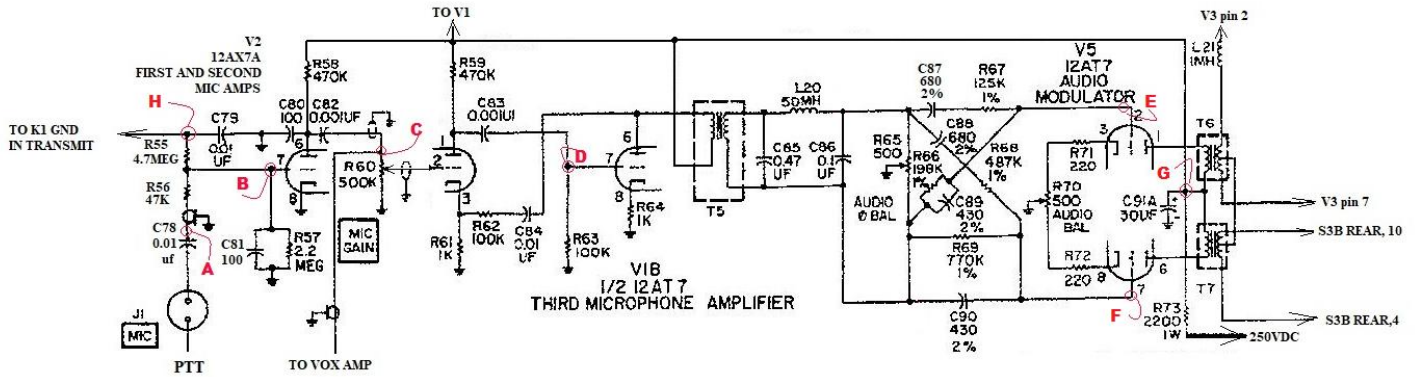 TO V1
V3 pin 2
V2
12AX7A
FIRST AND SECOND
MIC AMPS
R58
470K
R59
470K
L21
1MH
V5
12AT7
AUDIO
MODULATOR
C87
680
2%
R67
125K
1%
H
TO K1 GND
IN TRANSMIT
C79
0.01
UF
C80
100
C82
0.001UF
C83
0.001UI
L20
50MH
C88
680
2%
E
R55
4.7MEG
C
D
R65
500
R66
198K
1%
R68
487K
1%
T6
B
R60
500K
C85
0.47
UF
C86
0.1
UF
R71
220
G
R56
47K
R64
1K
T5
C89
430
2%
R70
500
AUDIO
BAL
C91A
30UF
V3 pin 7
AUDIO
Ø BAL
C78
0.01
uf
A
C81
100
R57
2.2
MEG
MIC
GAIN
R62
100K
C84
0.01
UF
R61
1K
R63
100K
R69
770K
1%
R72
220
S3B REAR, 10
T7
V1B
1/2 12AT7
THIRD MICROPHONE AMPLIFIER
F
R73
2200
1W
C90
430
2%
J1
MIC
S3B REAR,4
250VDC
PTT
TO VOX AMP
6
7
8
1
2
3
6
7
8
2
3
1
8
7
6